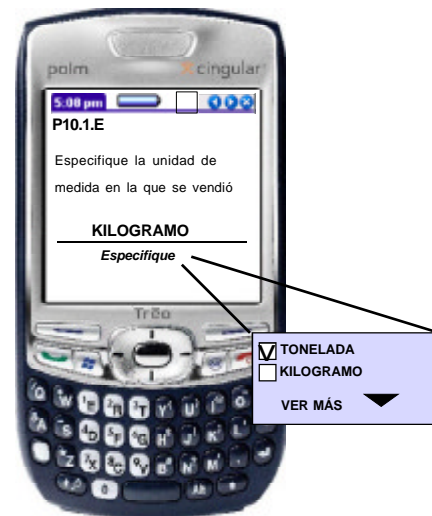 palm
cingular
5:08 pm
P10.1.E
Especifique la unidad de
medida en la que se vendió
KILOGRAMO
Especifique
Treo
TONELADA
KILOGRAMO
VER MÁS